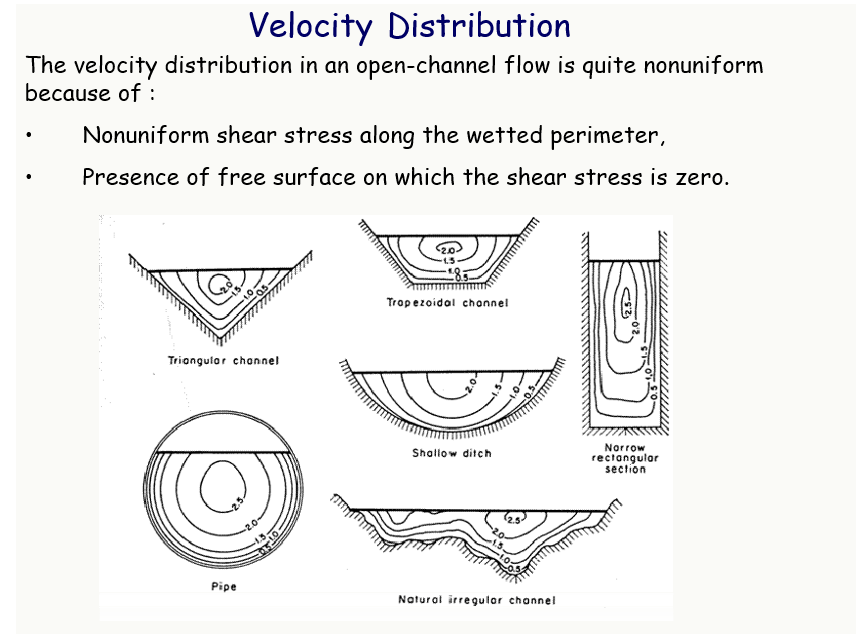 Velocity Distribution
The velocity distribution in an open-channel flow is quite nonuniform
because of :
• Nonuniform shear stress along the wetted perimeter,
• Presence of free surface on which the shear stress is zero.
2.0
1.5
1.0
0.5
Trapezoidal channel
2.0
1.5
1.0
0.5
Triangular channel
2.5
2.0
1.5
1.0
0.5
Narrow
rectangular
section
2.0
1.5
1.0
0.5
Shallow ditch
2.5
2.0
1.5
1.0
0.5
Pipe
2.5
2.0
1.5
1.0
0.5
Natural irregular channel